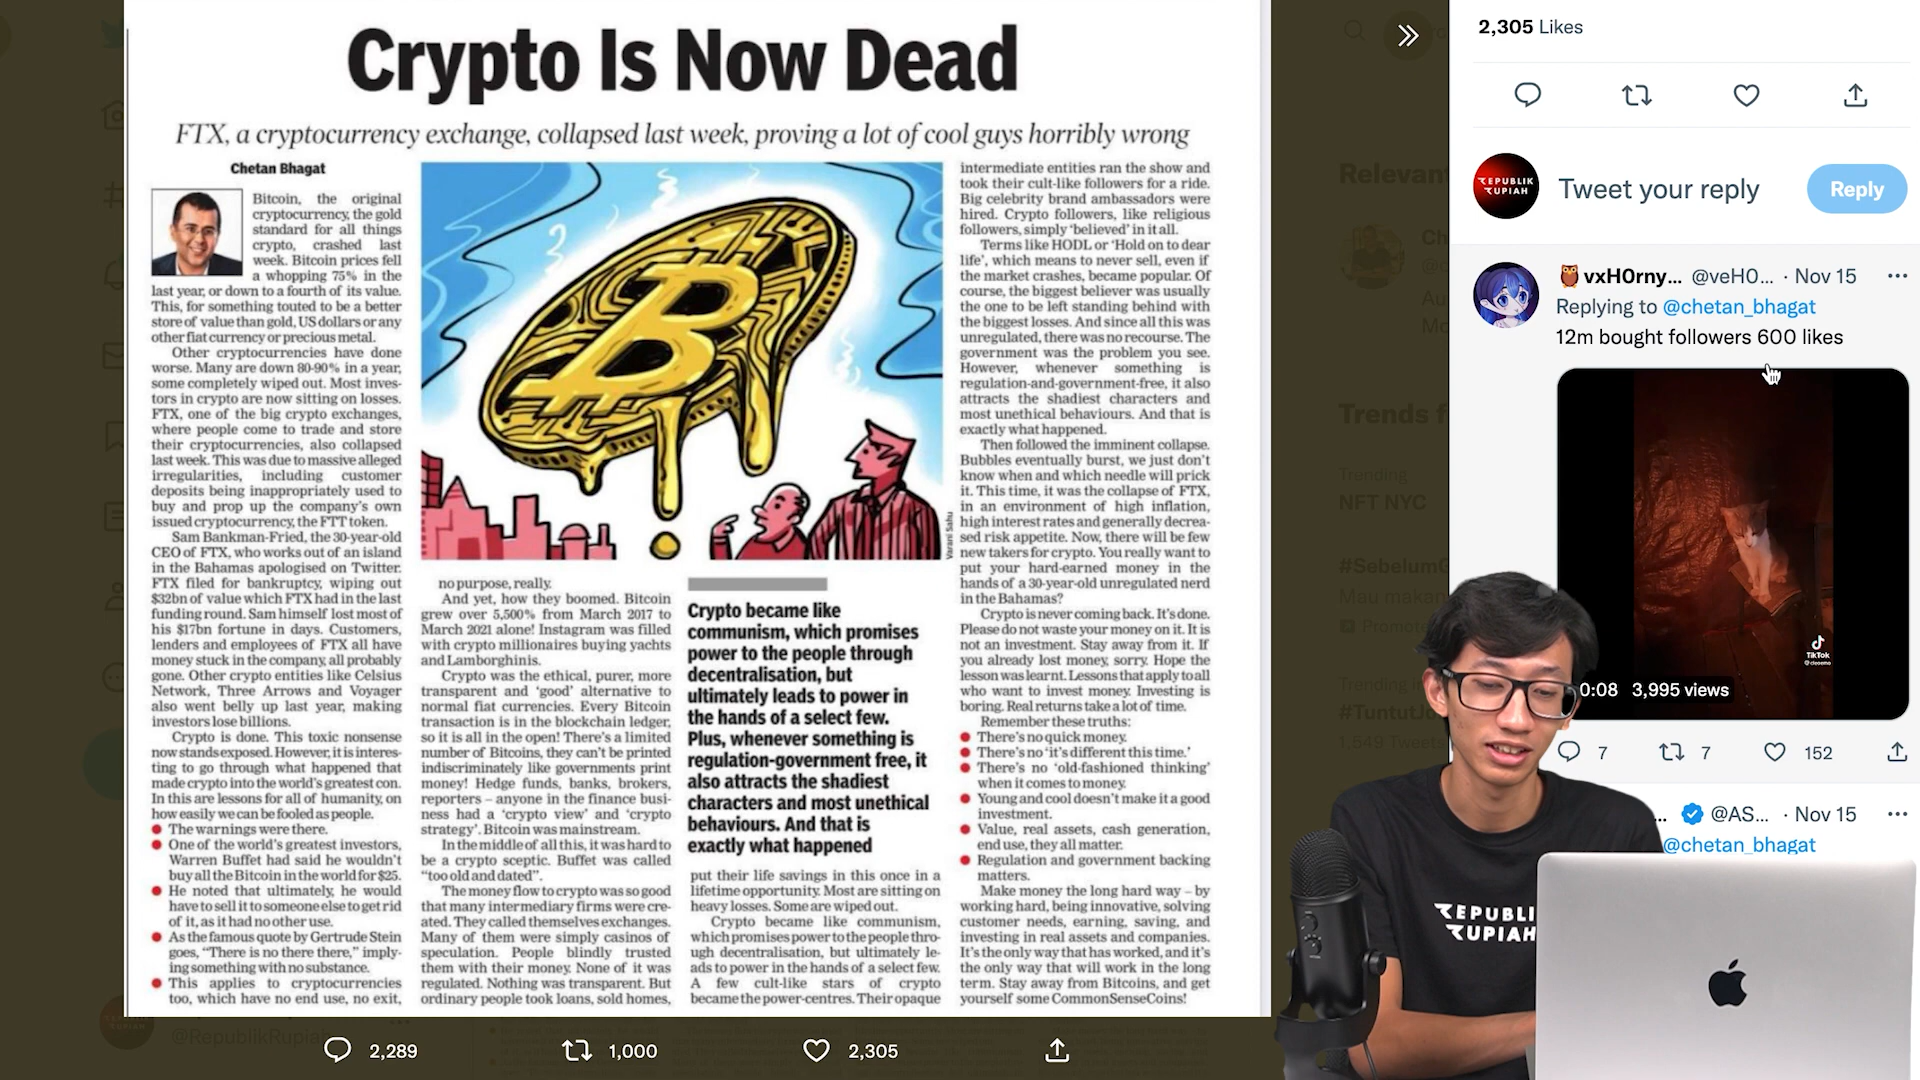 Crypto Is Now Dead
FTX, a cryptocurrency exchange, collapsed last week, proving a lot of cool guys horribly wrong
Chetan Bhagat
Bitcoin, the original
cryptocurrency, the gold
standard for all things
crypto, crashed last
week. Bitcoin prices fell
a whopping 75% in the
last year, or down to a fourth of its value.
This, for something touted to be a better
store of value than gold, US dollars or any
other fiat currency or precious metal.
Other cryptocurrencies have done
worse. Many are down 80-90% in a year,
some completely wiped out. Most inves-
tors in crypto are now sitting on losses.
FTX, one of the big crypto exchanges,
where people come to trade and store
their cryptocurrencies, also collapsed
last week. This was due to massive alleged
irregularities, including customer
deposits being inappropriately used to
buy and prop up the company's own
issued cryptocurrency, the FTT token.
Sam Bankman-Fried, the 30-year-old
CEO of FTX, who works out of an island
in the Bahamas apologised on Twitter.
FTX filed for bankruptcy, wiping out
$32bn of value which FTX had in the last
funding round. Sam himself lost most of
his $17bn fortune in days. Customers,
lenders and employees of FTX all have
money stuck in the company, all probably
gone. Other crypto entities like Celsius
Network, Three Arrows and Voyager
also went belly up last year, making
investors lose billions.
Crypto is done. This toxic nonsense
now stands exposed. However, it is interes-
ting to go through what happened that
made crypto into the world's greatest con.
In this are lessons for all of humanity, on
how easily we can be fooled as people.
● The warnings were there.
● One of the world's greatest investors,
Warren Buffet had said he wouldn't
buy all the Bitcoin in the world for $25.
● He noted that ultimately, he would
have to sell it to someone else to get rid
of it, as it had no other use.
● As the famous quote by Gertrude Stein
goes, "There is no there there," imply-
ing something with no substance.
● This applies to cryptocurrencies
too, which have no end use, no exit,
Varani Sahu
no purpose, really.
And yet, how they boomed. Bitcoin
grew over 5,500% from March 2017 to
March 2021 alone! Instagram was filled
with crypto millionaires buying yachts
and Lamborghinis.
Crypto was the ethical, purer, more
transparent and 'good' alternative to
normal fiat currencies. Every Bitcoin
transaction is in the blockchain ledger,
so it is all in the open! There's a limited
number of Bitcoins, they can't be printed
indiscriminately like governments print
money! Hedge funds, banks, brokers,
reporters – anyone in the finance busi-
ness had a 'crypto view' and 'crypto
strategy'. Bitcoin was mainstream.
In the middle of all this, it was hard to
be a crypto sceptic. Buffet was called
"too old and dated".
The money flow to crypto was so good
that many intermediary firms were cre-
ated. They called themselves exchanges.
Many of them were simply casinos of
speculation. People blindly trusted
them with their money. None of it was
regulated. Nothing was transparent. But
ordinary people took loans, sold homes,
Crypto became like
communism, which promises
power to the people through
decentralisation, but
ultimately leads to power in
the hands of a select few.
Plus, whenever something is
regulation-government free, it
also attracts the shadiest
characters and most unethical
behaviours. And that is
exactly what happened
put their life savings in this once in a
lifetime opportunity. Most are sitting on
heavy losses. Some are wiped out.
Crypto became like communism,
which promises power to the people thro-
ugh decentralisation, but ultimately le-
ads to power in the hands of a select few.
A few cult-like stars of crypto
became the power-centres. Their opaque
intermediate entities ran the show and
took their cult-like followers for a ride.
Big celebrity brand ambassadors were
hired. Crypto followers, like religious
followers, simply 'believed' in it all.
Terms like HODL or 'Hold on to dear
life', which means to never sell, even if
the market crashes, became popular. Of
course, the biggest believer was usually
the one to be left standing behind with
the biggest losses. And since all this was
unregulated, there was no recourse. The
government was the problem you see.
However, whenever something is
regulation-and-government-free, it also
attracts the shadiest characters and
most unethical behaviours. And that is
exactly what happened.
Then followed the imminent collapse.
Bubbles eventually burst, we just don't
know when and which needle will prick
it. This time, it was the collapse of FTX,
in an environment of high inflation,
high interest rates and generally decrea-
sed risk appetite. Now, there will be few
new takers for crypto. You really want to
put your hard-earned money in the
hands of a 30-year-old unregulated nerd
in the Bahamas?
Crypto is never coming back. It's done.
Please do not waste your money on it. It is
not an investment. Stay away from it. If
you already lost money, sorry. Hope the
lesson was learnt. Lessons that apply to all
who want to invest money. Investing is
boring. Real returns take a lot of time.
Remember these truths:
● There's no quick money.
● There's no 'it's different this time.'
● There's no 'old-fashioned thinking'
when it comes to money.
● Young and cool doesn't make it a good
investment.
● Value, real assets, cash generation,
end use, they all matter.
● Regulation and government backing
matters.
Make money the long hard way – by
working hard, being innovative, solving
customer needs, earning, saving, and
investing in real assets and companies.
It's the only way that has worked, and it's
the only way that will work in the long
term. Stay away from Bitcoins, and get
yourself some CommonSenseCoins!
2,289
1,000
2,305
@RepublikRupiah
Relevan
Trends f
Trending
NFT NYC
#Sebelum
Mau maka
Promote
Trending
#TuntutJe
1,649 Tweets
2,305 Likes
REPUBLIK
RUPIAH
Tweet your reply
Reply
vxH0rny... @veH0... · Nov 15
Replying to @chetan_bhagat
12m bought followers 600 likes
TikTok
0:08 3,995 views
7
7
152
... @AS... · Nov 15
@chetan_bhagat
REPUBLI
RUPIAH